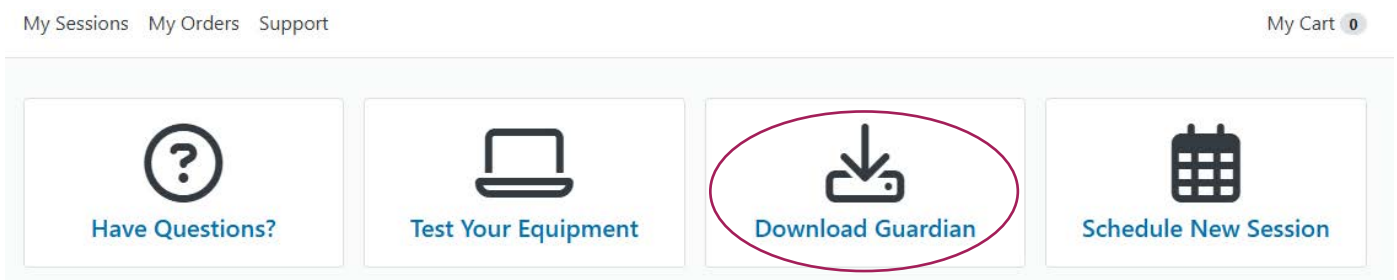 My Sessions My Orders Support My Cart 0
?
Have Questions? Test Your Equipment Download Guardian Schedule New Session